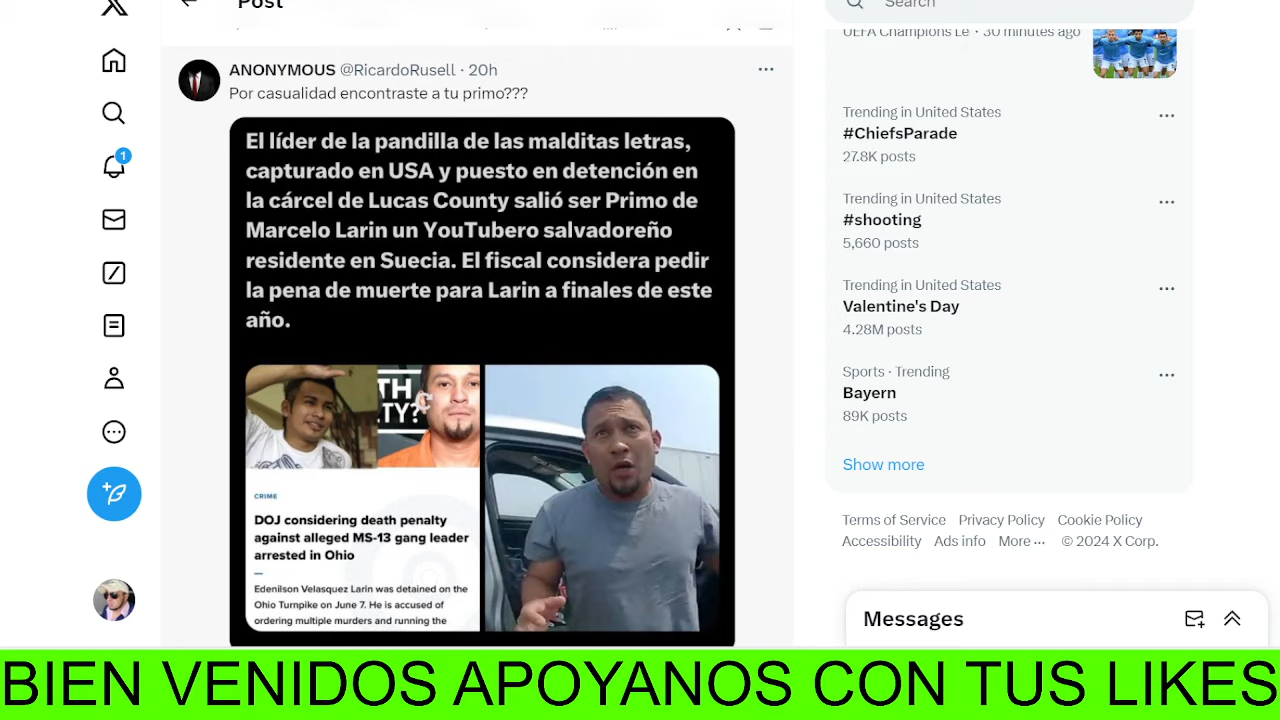 Post
Search
UEFA Champions Le · 30 minutes ago
ANONYMOUS @RicardoRusell · 20h
Por casualidad encontraste a tu primo???
El líder de la pandilla de las malditas letras,
capturado en USA y puesto en detención en
la cárcel de Lucas County salió ser Primo de
Marcelo Larin un YouTubero salvadoreño
residente en Suecia. El fiscal considera pedir
la pena de muerte para Larin a finales de este
año.
TH
TY?
CRIME
DOJ considering death penalty
against alleged MS-13 gang leader
arrested in Ohio
Edenilson Velasquez Larin was detained on the
Ohio Turnpike on June 7. He is accused of
ordering multiple murders and running the
1
Trending in United States
#ChiefsParade
27.8K posts
Trending in United States
#shooting
5,660 posts
Trending in United States
Valentine's Day
4.28M posts
Sports · Trending
Bayern
89K posts
Show more
Terms of Service Privacy Policy Cookie Policy
Accessibility Ads info More ··· © 2024 X Corp.
Messages
BIEN VENIDOS APOYANOS CON TUS LIKES